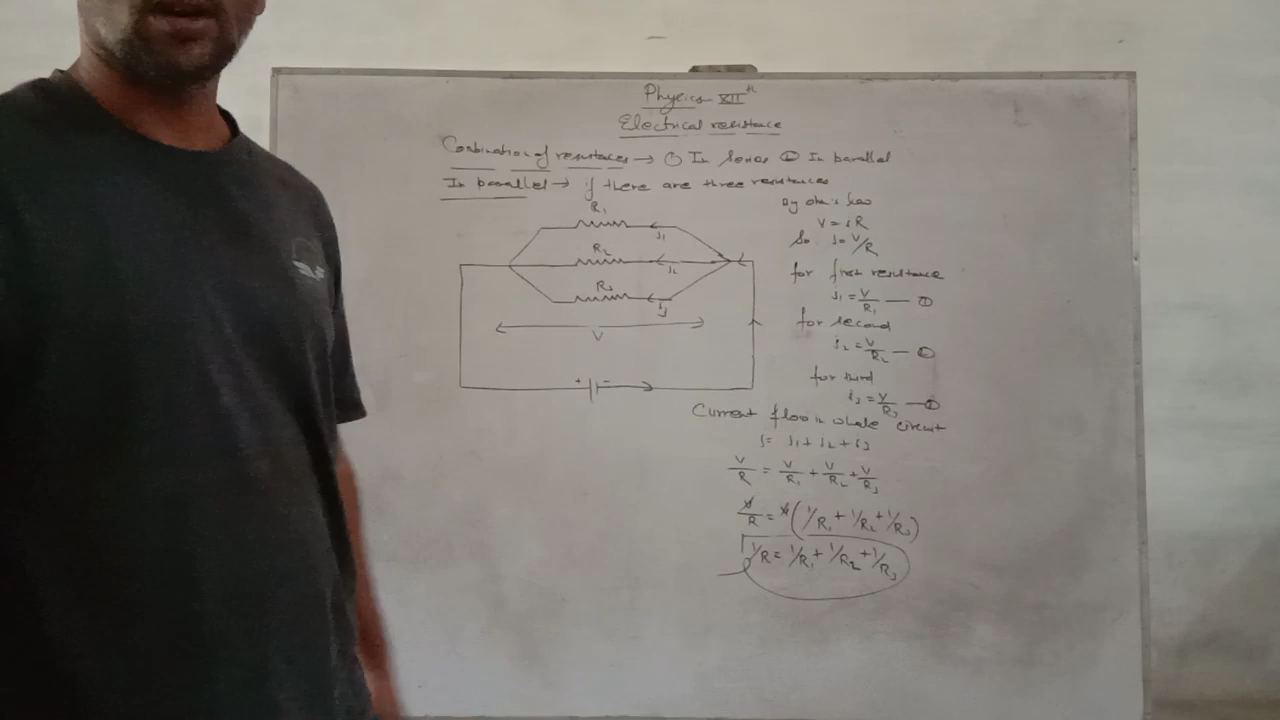 Physics XIIth
Electrical resistance
Combination of resistaces → ① In Series ② In parallel
In parallel → if there are three resistances
R₁
i₁
R₂
i₂
R₃
i₃
V
+ -
By ohm's law
V = iR
So i = V/R
for first resistance
i₁ = V/R₁ — ①
for second
i₂ = V/R₂ — ②
for third
i₃ = V/R₃ — ③
Current flow in whole circuit
i = i₁ + i₂ + i₃
V/R = V/R₁ + V/R₂ + V/R₃
V/R = V(1/R₁ + 1/R₂ + 1/R₃)
1/R = 1/R₁ + 1/R₂ + 1/R₃